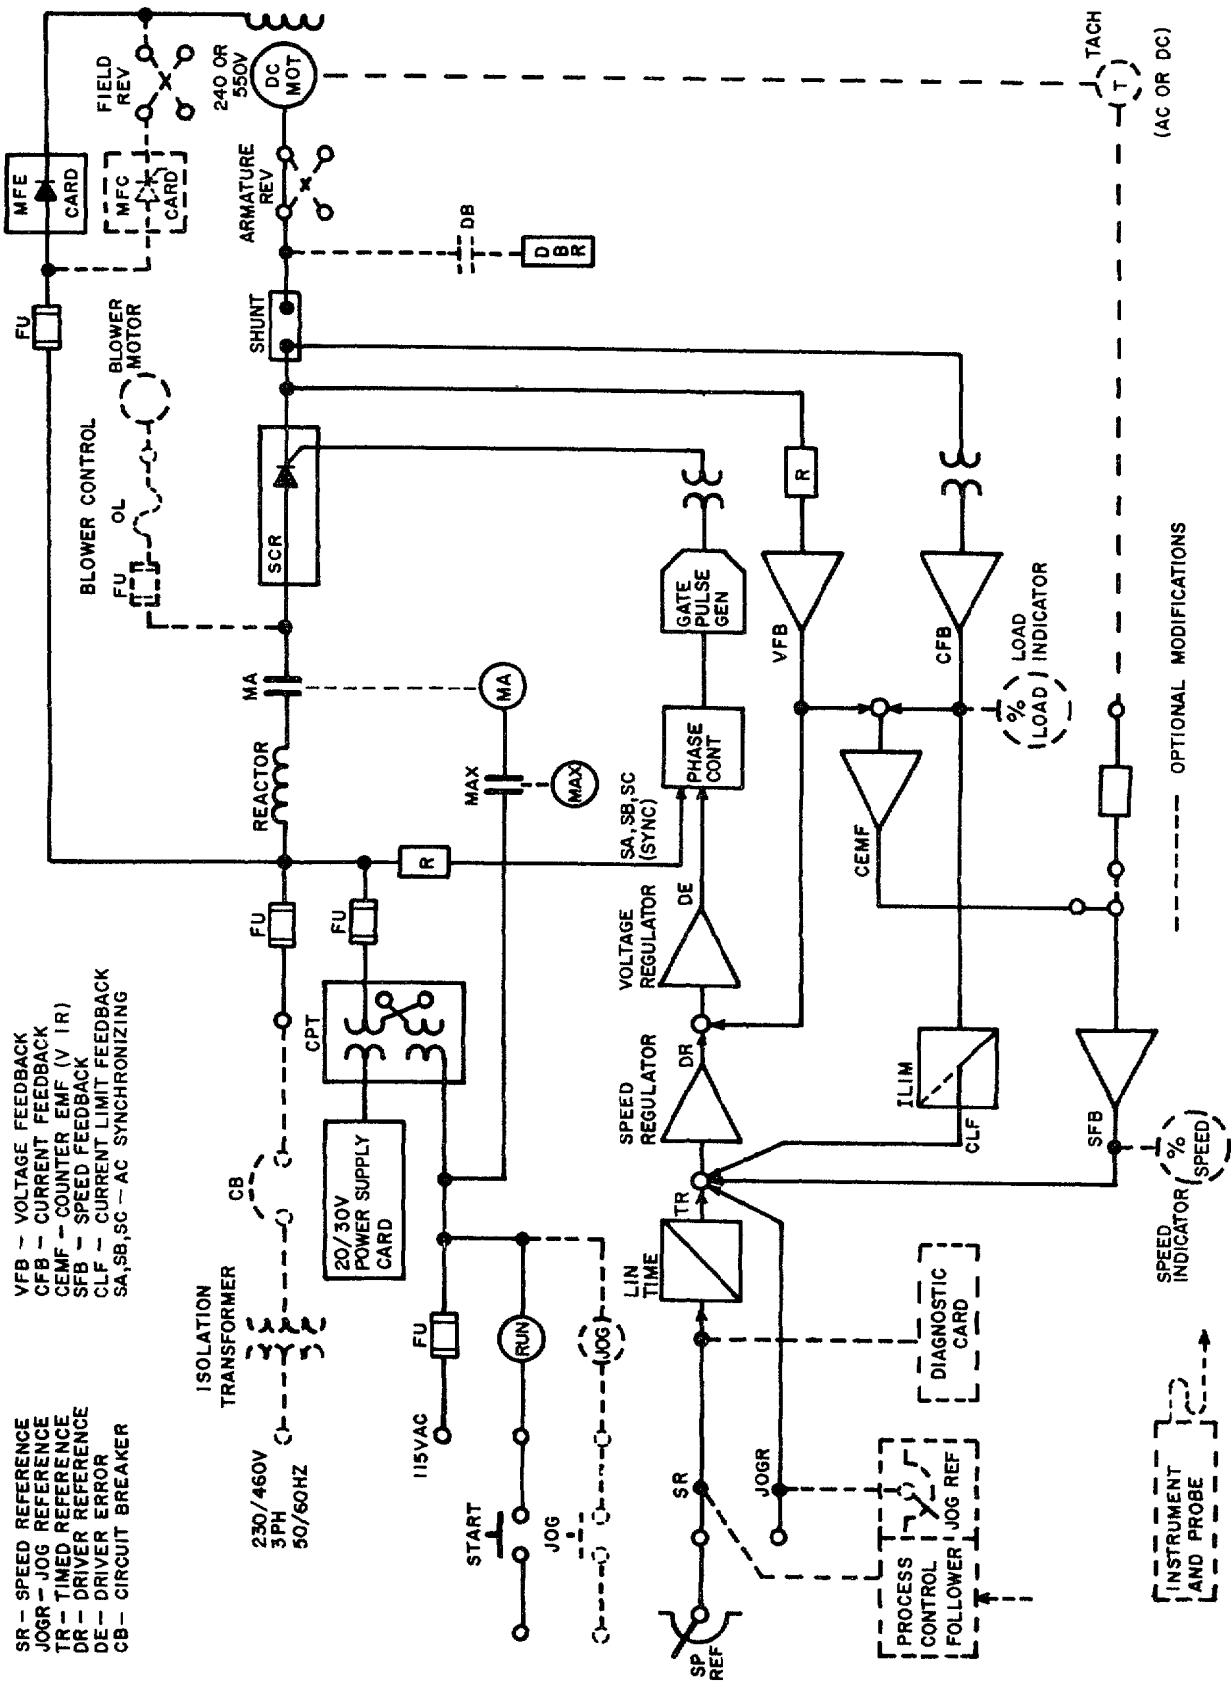 SR – SPEED REFERENCE
JOGR – JOG REFERENCE
TR – TIMED REFERENCE
DR – DRIVER REFERENCE
DE – DRIVER ERROR
CB – CIRCUIT BREAKER
VFB – VOLTAGE FEEDBACK
CFB – CURRENT FEEDBACK
CEMF – COUNTER EMF (V IR)
SFB – SPEED FEEDBACK
CLF – CURRENT LIMIT FEEDBACK
SA,SB,SC – AC SYNCHRONIZING
FU
MFE
CARD
MFC
CARD
FIELD
REV
BLOWER CONTROL
FU
OL
BLOWER
MOTOR
240 OR
550V
DC
MOT
230/460V
3 PH
50/60HZ
ISOLATION
TRANSFORMER
CB
FU
REACTOR
MA
SCR
SHUNT
ARMATURE
REV
DB
DBR
FU
CPT
R
20/30V
POWER SUPPLY
CARD
115VAC
FU
MAX
MAX
MA
START
RUN
JOG
JOG
SA,SB,SC
(SYNC)
SP
REF
SR
LIN
TIME
TR
SPEED
REGULATOR
DR
VOLTAGE
REGULATOR
DE
PHASE
CONT
GATE
PULSE
GEN
JOGR
VFB
R
CEMF
CFB
%
LOAD
LOAD
INDICATOR
ILIM
CLF
PROCESS
CONTROL
FOLLOWER
JOG REF
DIAGNOSTIC
CARD
SFB
%
SPEED
SPEED
INDICATOR
TACH
T
(AC OR DC)
INSTRUMENT
AND PROBE
OPTIONAL MODIFICATIONS